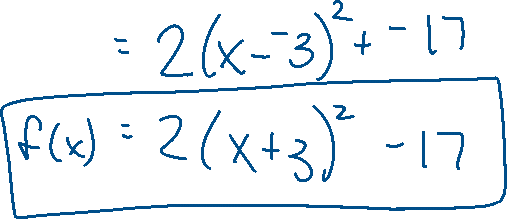 = 2(x-⁻3)² + ⁻17
f(x) = 2(x+3)² - 17